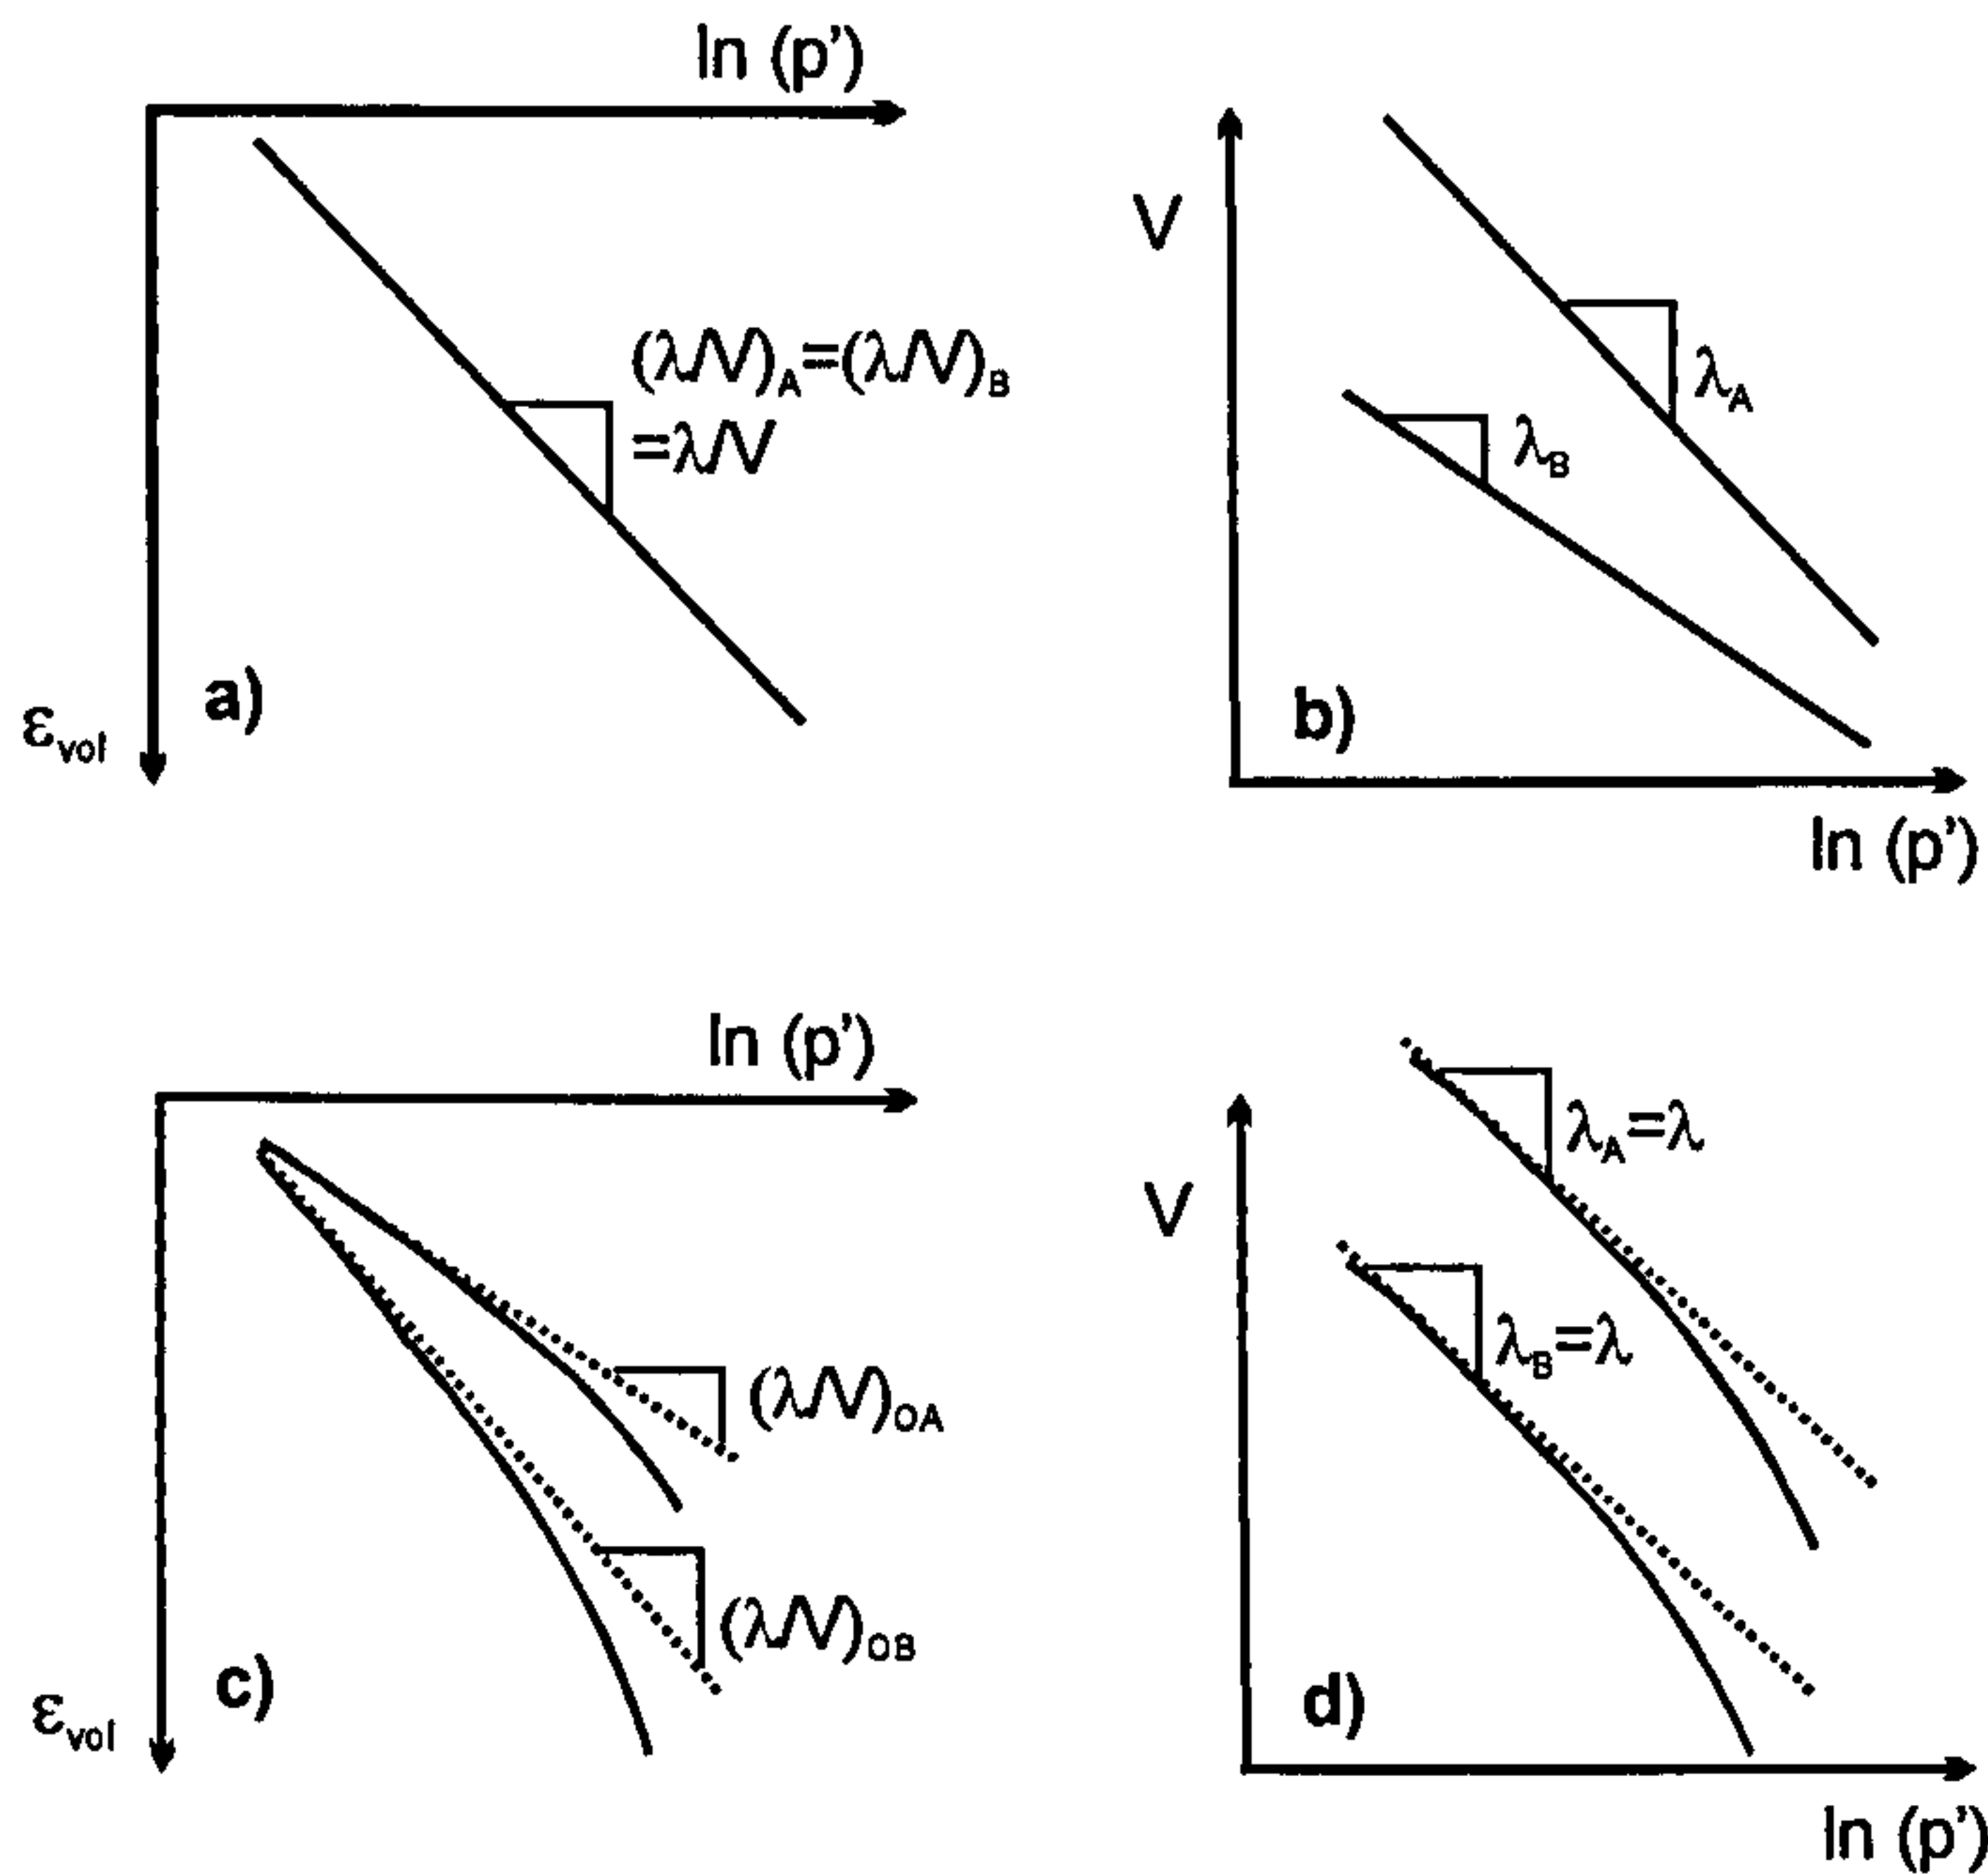 ln (p’)
(λ/V)A=(λ/V)B
=λ/V
a)
εvol
V
λA
λB
b)
ln (p’)
ln (p’)
(λ/V)OA
(λ/V)OB
c)
εvol
V
λA=λ
λB=λ
d)
ln (p’)